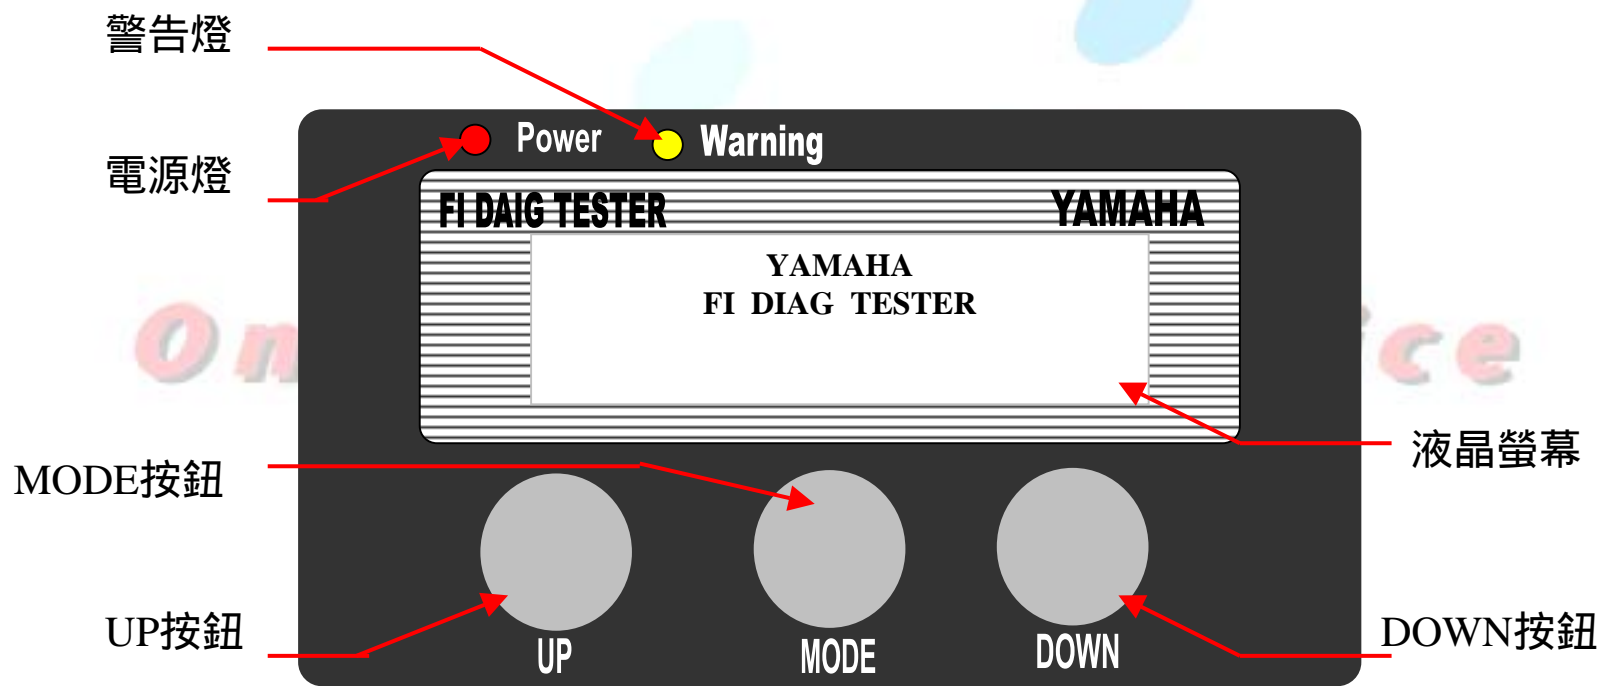 警告燈
Power Warning
電源燈
FI DAIG TESTER YAMAHA
YAMAHA
FI DIAG TESTER
On ice
液晶螢幕
MODE按鈕
UP按鈕
DOWN按鈕
UP MODE DOWN